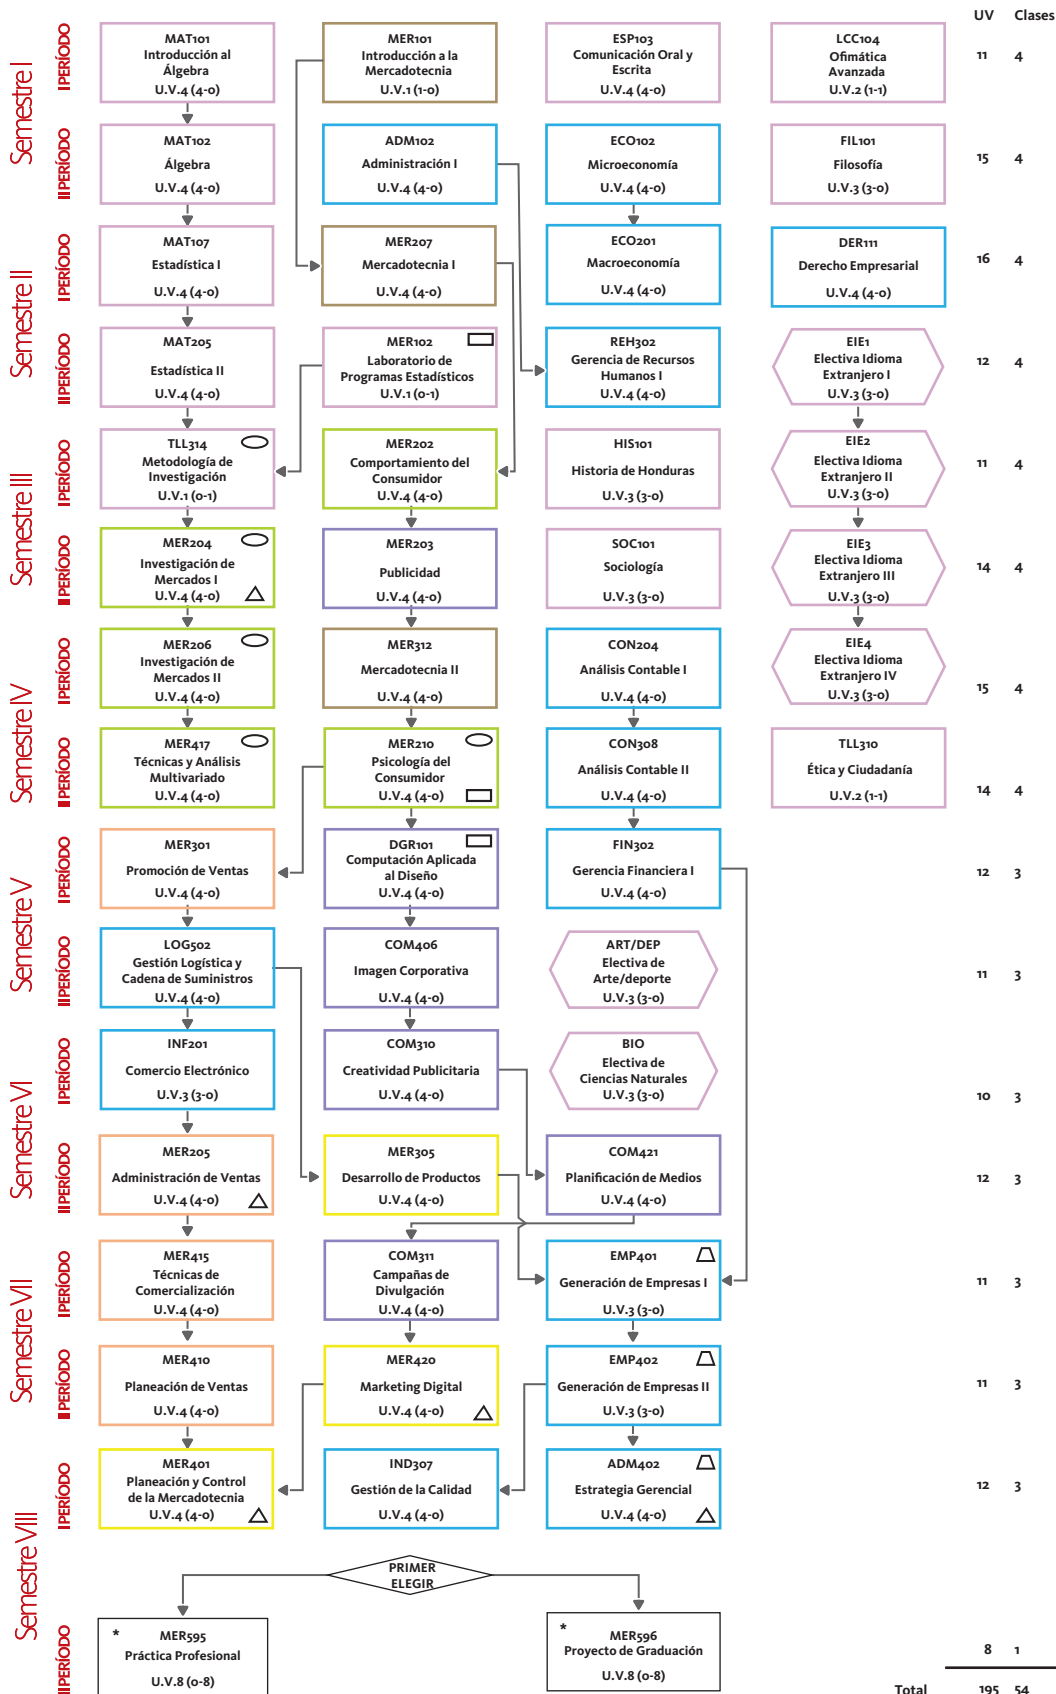 UV Clases
Semestre I
I PERÍODO
MAT101
Introducción al
Álgebra
U.V.4 (4-0)
MER101
Introducción a la
Mercadotecnia
U.V.1 (1-0)
ESP103
Comunicación Oral y
Escrita
U.V.4 (4-0)
LCC104
Ofimática
Avanzada
U.V.2 (1-1)
11 4
II PERÍODO
MAT102
Álgebra
U.V.4 (4-0)
ADM102
Administración I
U.V.4 (4-0)
ECO102
Microeconomía
U.V.4 (4-0)
FIL101
Filosofía
U.V.3 (3-0)
15 4
Semestre II
I PERÍODO
MAT107
Estadística I
U.V.4 (4-0)
MER207
Mercadotecnia I
U.V.4 (4-0)
ECO201
Macroeconomía
U.V.4 (4-0)
DER111
Derecho Empresarial
U.V.4 (4-0)
16 4
II PERÍODO
MAT205
Estadística II
U.V.4 (4-0)
MER102
Laboratorio de
Programas Estadísticos
U.V.1 (0-1)
REH302
Gerencia de Recursos
Humanos I
U.V.4 (4-0)
EIE1
Electiva Idioma
Extranjero I
U.V.3 (3-0)
12 4
Semestre III
I PERÍODO
TLL314
Metodología de
Investigación
U.V.1 (0-1)
MER202
Comportamiento del
Consumidor
U.V.4 (4-0)
HIS101
Historia de Honduras
U.V.3 (3-0)
EIE2
Electiva Idioma
Extranjero II
U.V.3 (3-0)
11 4
II PERÍODO
MER204
Investigación de
Mercados I
U.V.4 (4-0)
MER203
Publicidad
U.V.4 (4-0)
SOC101
Sociología
U.V.3 (3-0)
EIE3
Electiva Idioma
Extranjero III
U.V.3 (3-0)
14 4
Semestre IV
I PERÍODO
MER206
Investigación de
Mercados II
U.V.4 (4-0)
MER312
Mercadotecnia II
U.V.4 (4-0)
CON204
Análisis Contable I
U.V.4 (4-0)
EIE4
Electiva Idioma
Extranjero IV
U.V.3 (3-0)
15 4
II PERÍODO
MER417
Técnicas y Análisis
Multivariado
U.V.4 (4-0)
MER210
Psicología del
Consumidor
U.V.4 (4-0)
CON308
Análisis Contable II
U.V.4 (4-0)
TLL310
Ética y Ciudadanía
U.V.2 (1-1)
14 4
Semestre V
I PERÍODO
MER301
Promoción de Ventas
U.V.4 (4-0)
DGR101
Computación Aplicada
al Diseño
U.V.4 (4-0)
FIN302
Gerencia Financiera I
U.V.4 (4-0)
12 3
II PERÍODO
LOG502
Gestión Logística y
Cadena de Suministros
U.V.4 (4-0)
COM406
Imagen Corporativa
U.V.4 (4-0)
ART/DEP
Electiva de
Arte/deporte
U.V.3 (3-0)
11 3
Semestre VI
I PERÍODO
INF201
Comercio Electrónico
U.V.3 (3-0)
COM310
Creatividad Publicitaria
U.V.4 (4-0)
BIO
Electiva de
Ciencias Naturales
U.V.3 (3-0)
10 3
II PERÍODO
MER205
Administración de Ventas
U.V.4 (4-0)
MER305
Desarrollo de Productos
U.V.4 (4-0)
COM421
Planificación de Medios
U.V.4 (4-0)
12 3
Semestre VII
I PERÍODO
MER415
Técnicas de
Comercialización
U.V.4 (4-0)
COM311
Campañas de
Divulgación
U.V.4 (4-0)
EMP401
Generación de Empresas I
U.V.3 (3-0)
11 3
II PERÍODO
MER410
Planeación de Ventas
U.V.4 (4-0)
MER420
Marketing Digital
U.V.4 (4-0)
EMP402
Generación de Empresas II
U.V.3 (3-0)
11 3
Semestre VIII
I PERÍODO
MER401
Planeación y Control
de la Mercadotecnia
U.V.4 (4-0)
IND307
Gestión de la Calidad
U.V.4 (4-0)
ADM402
Estrategia Gerencial
U.V.4 (4-0)
12 3
PRIMER
ELEGIR
II PERÍODO
* MER595
Práctica Profesional
U.V.8 (0-8)
* MER596
Proyecto de Graduación
U.V.8 (0-8)
8 1
Total 195 54